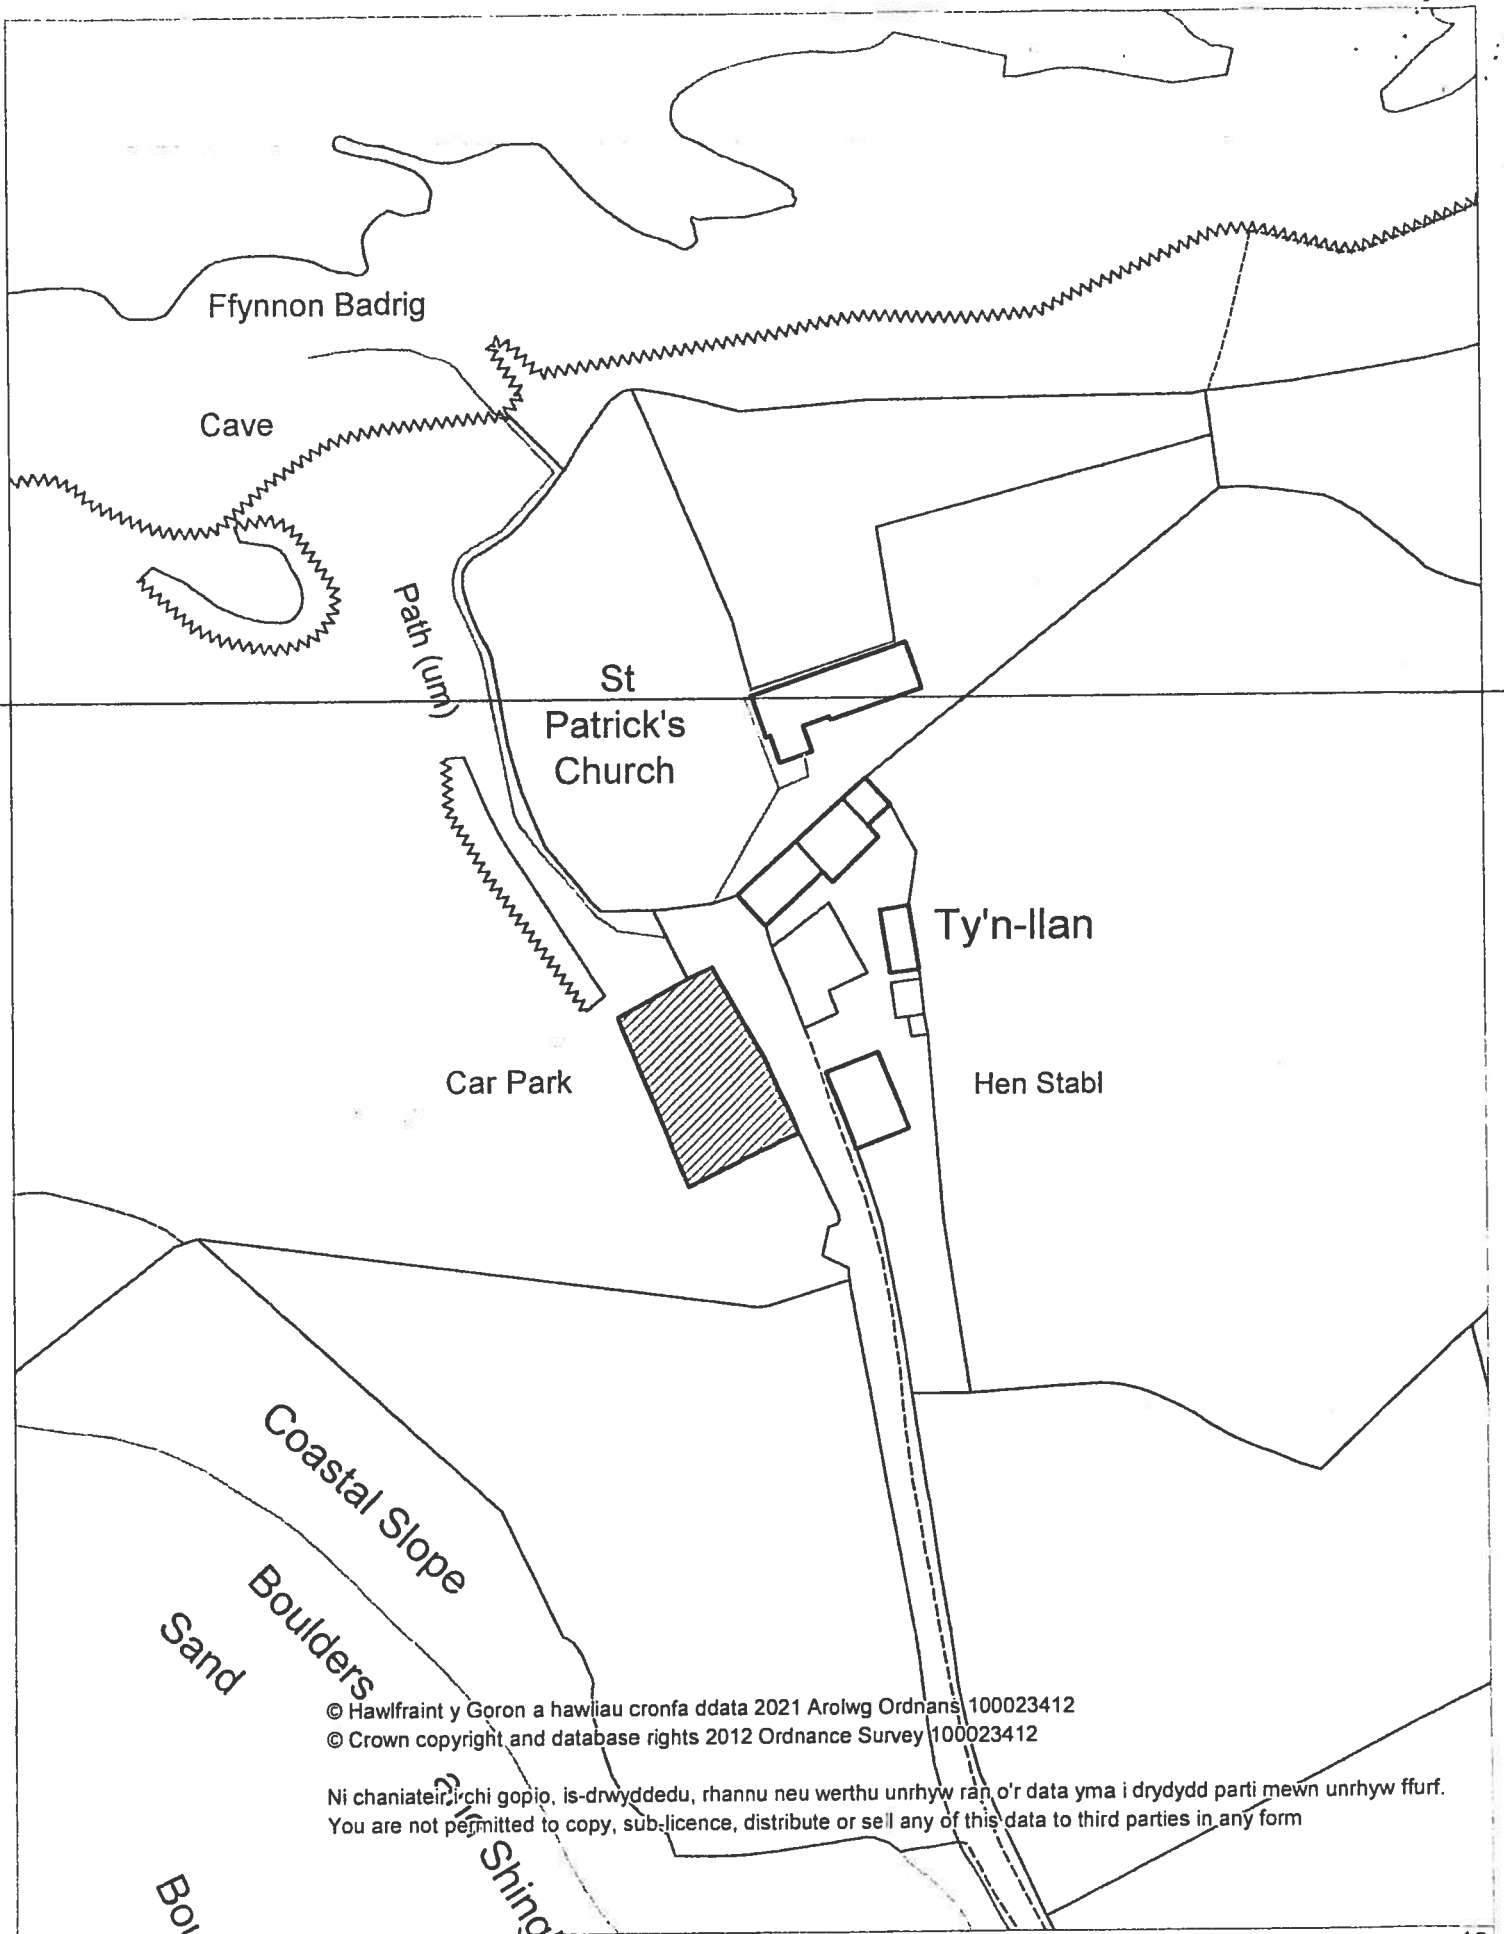 Ffynnon Badrig
Cave
Path (um)
St
Patrick's
Church
Ty'n-llan
Car Park
Hen Stabl
Coastal Slope
Boulders
Sand
© Hawlfraint y Goron a hawliau cronfa ddata 2021 Arolwg Ordnans 100023412
© Crown copyright and database rights 2012 Ordnance Survey 100023412
Ni chaniateir i chi gopio, is-drwyddedu, rhannu neu werthu unrhyw ran o'r data yma i drydydd parti mewn unrhyw ffurf.
You are not permitted to copy, sub-licence, distribute or sell any of this data to third parties in any form